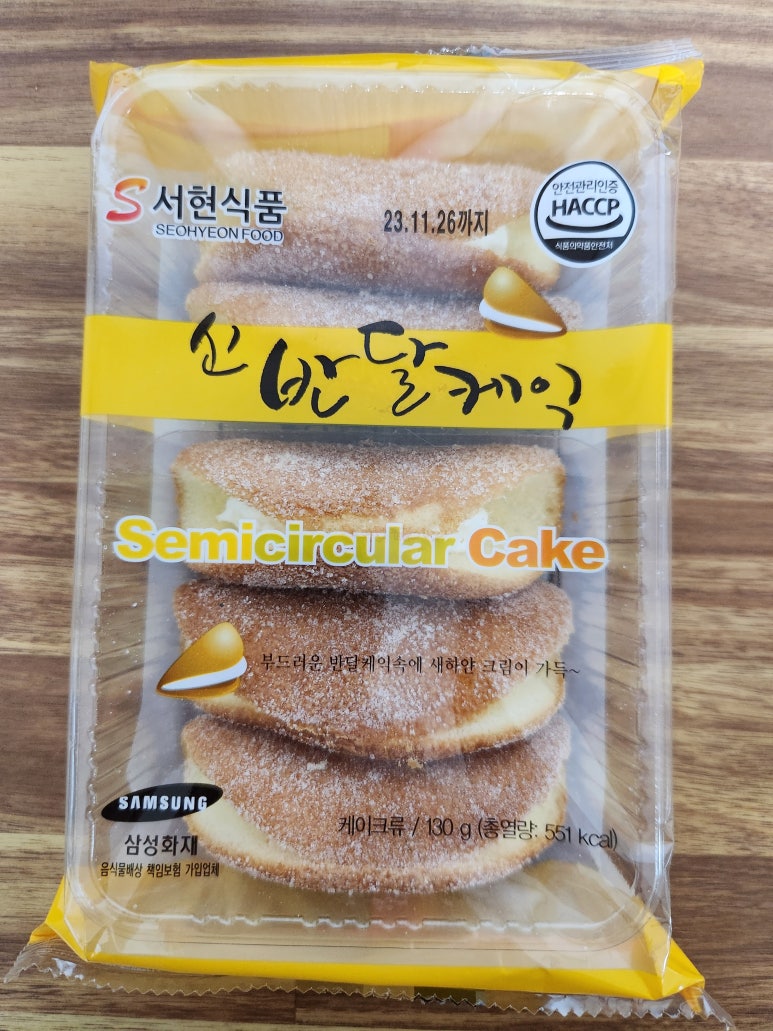 S 서현식품
SEOHYEON FOOD
23.11.26까지
안전관리인증
HACCP
식품의약품안전처
신 반달케익
Semicircular Cake
부드러운 반달케익속에 새하얀 크림이 가득~
SAMSUNG
삼성화재
음식물배상 책임보험 가입업체
케이크류 / 130 g (총열량: 551 kcal)